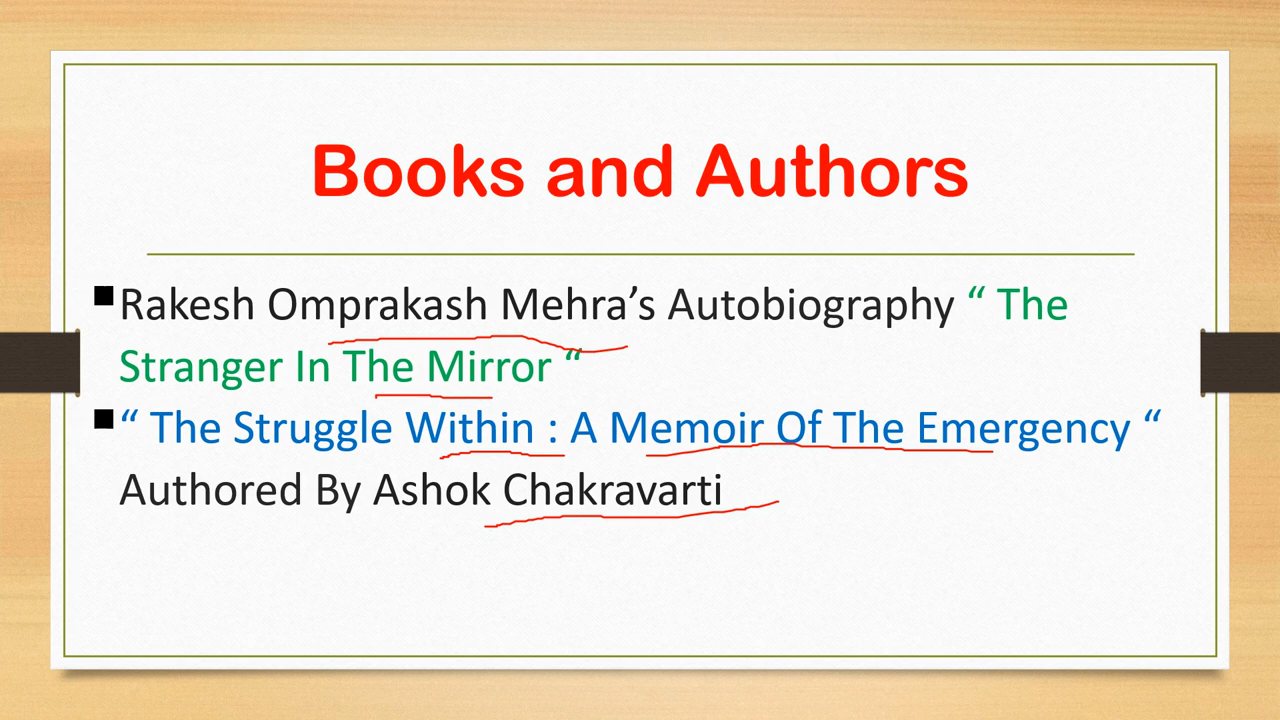 Books and Authors
Rakesh Omprakash Mehra’s Autobiography “ The
Stranger In The Mirror “
“ The Struggle Within : A Memoir Of The Emergency “
Authored By Ashok Chakravarti